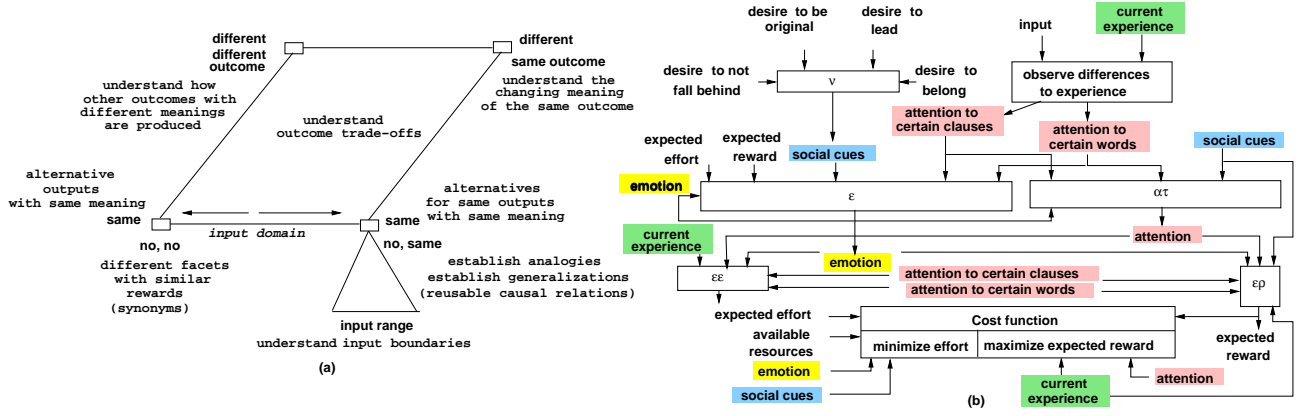 different
different
outcome
different
same outcome
understand how
other outcomes with
different meanings
are produced
understand the
changing meaning
of the same outcome
understand
outcome trade-offs
alternative
outputs
with same meaning
same
alternatives
for same outputs
with same meaning
same
input domain
no, no
no, same
different facets
with similar
rewards
(synonyms)
establish analogies
establish generalizations
(reusable causal relations)
input range
understand input boundaries
(a)
desire to be
original
desire to
lead
input
current
experience
desire to not
fall behind
ν
desire to
belong
observe differences
to experience
attention to
certain clauses
attention to
certain words
expected
effort
expected
reward
social cues
social cues
emotion
ε
ατ
current
experience
emotion
attention
εε
attention to certain clauses
attention to certain words
ερ
expected effort
available
resources
Cost function
minimize effort
maximize expected reward
expected
reward
emotion
social cues
current
experience
attention
(b)